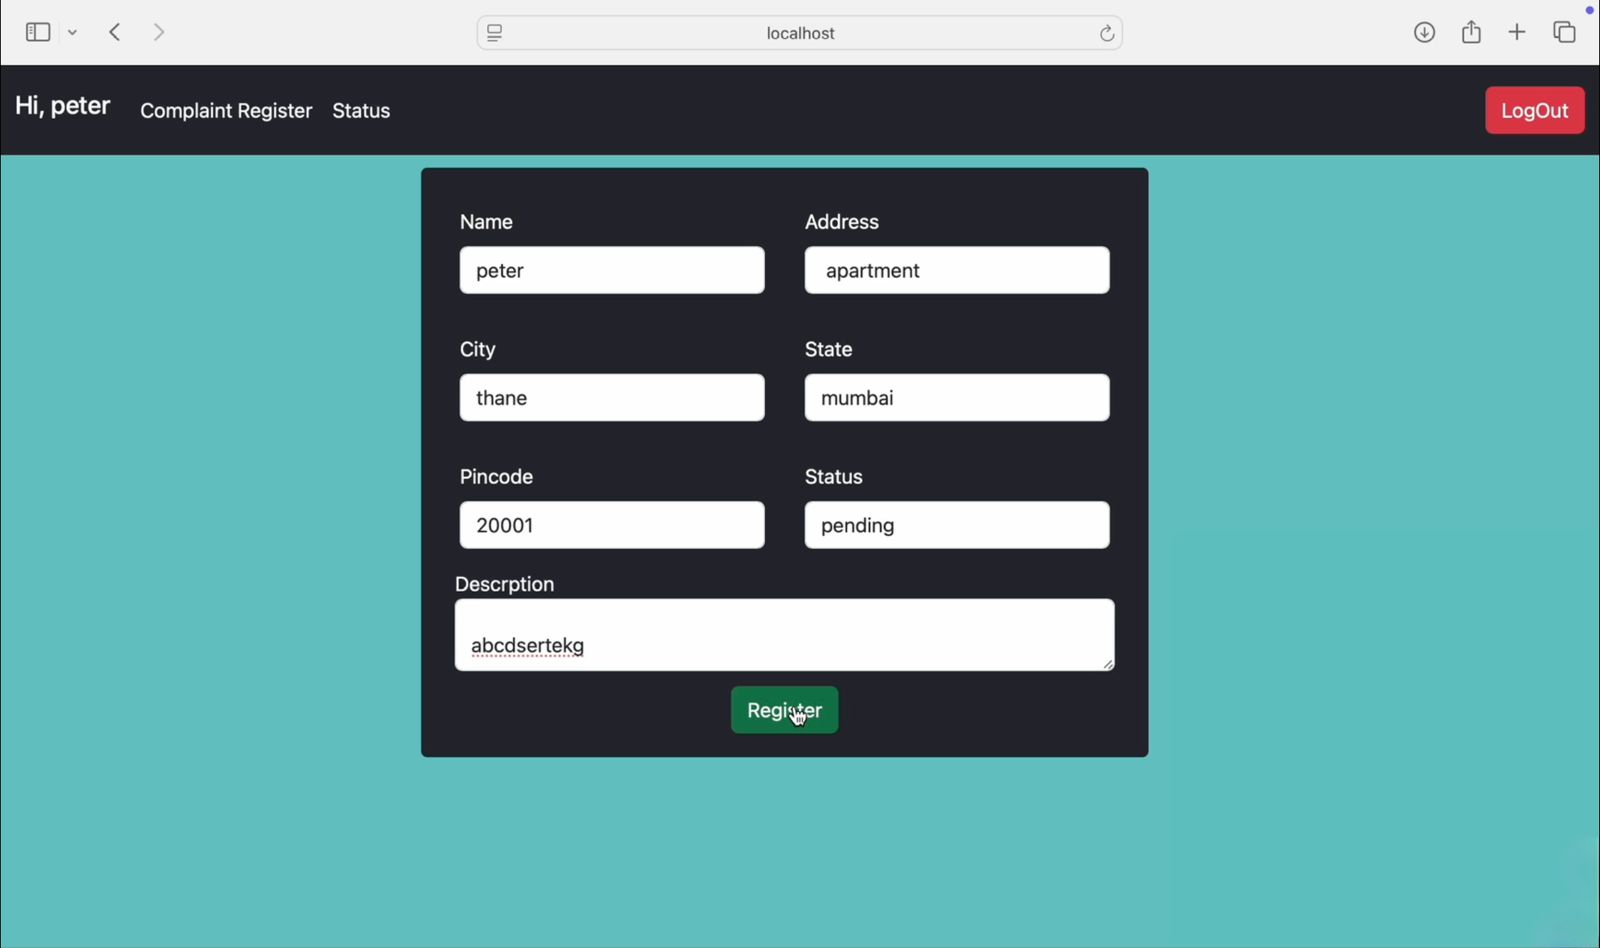 localhost
Hi, peter Complaint Register Status LogOut
Name Address
peter apartment
City State
thane mumbai
Pincode Status
20001 pending
Descrption
abcdsertekg
Register